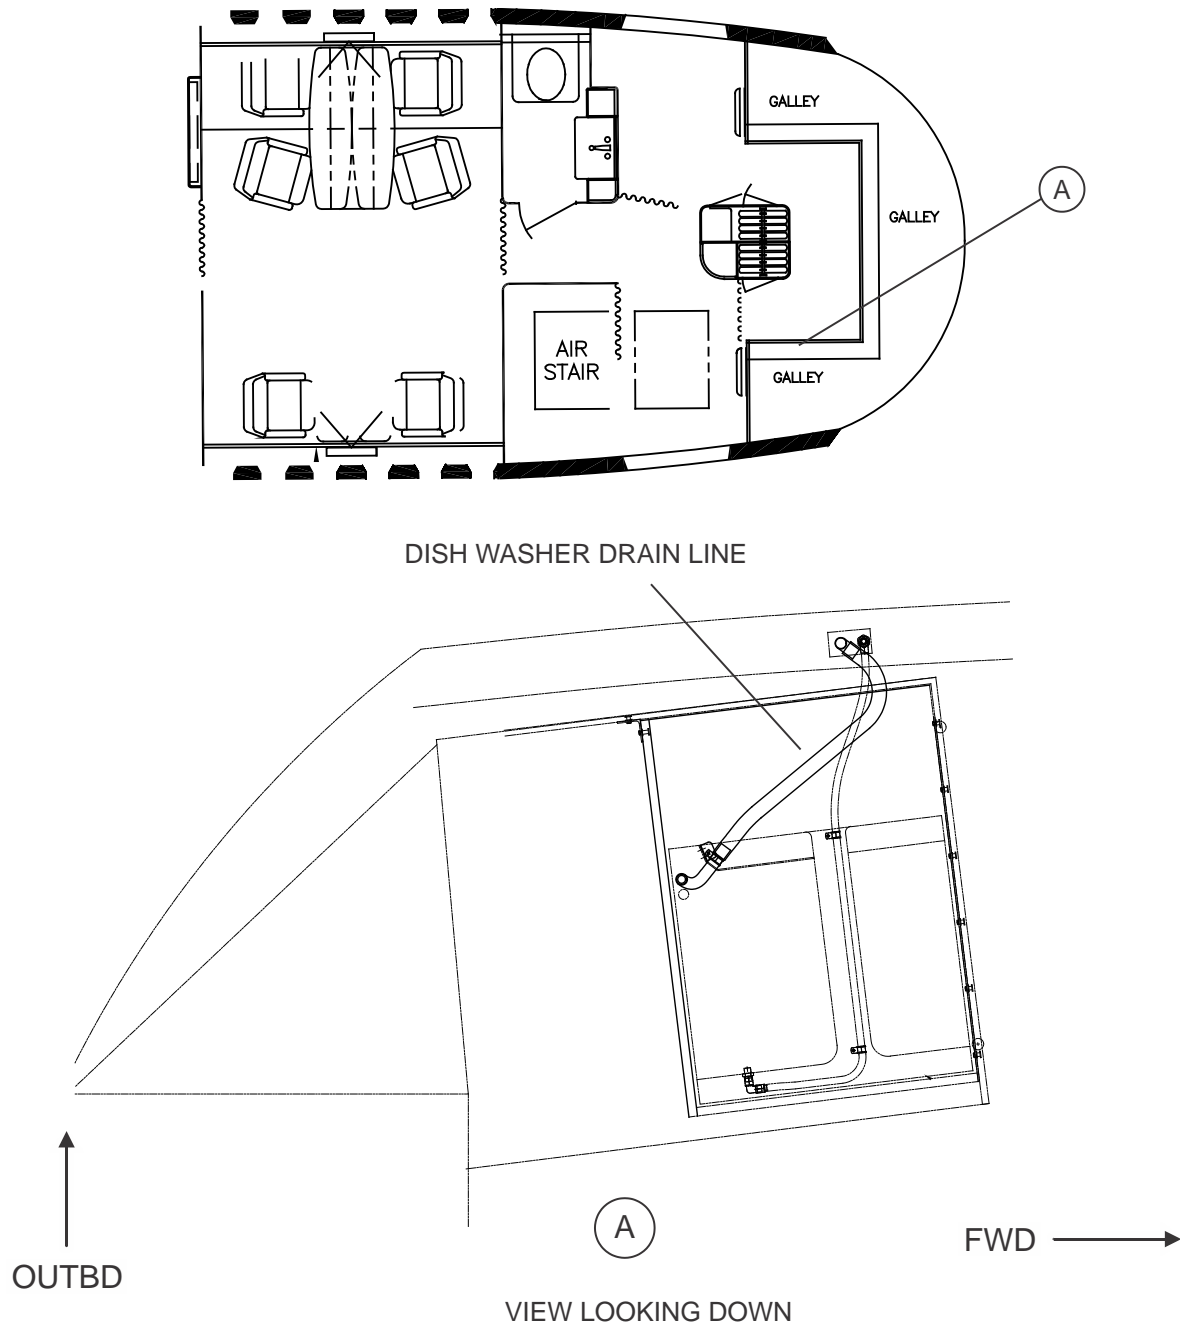 GALLEY
A
GALLEY
AIR
STAIR
GALLEY
DISH WASHER DRAIN LINE
A
FWD
OUTBD
VIEW LOOKING DOWN